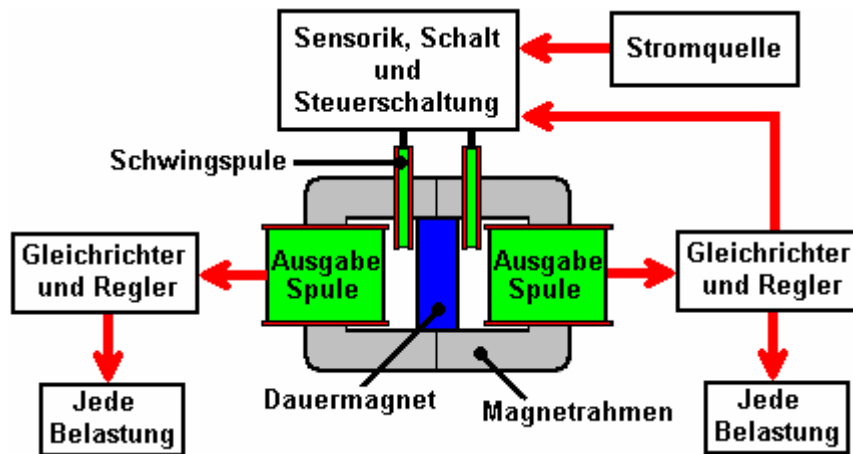 Sensorik, Schalt
und
Steuerschaltung
Stromquelle
Schwingspule
Gleichrichter
und Regler
Ausgabe
Spule
Ausgabe
Spule
Gleichrichter
und Regler
Dauermagnet
Magnetrahmen
Jede
Belastung
Jede
Belastung